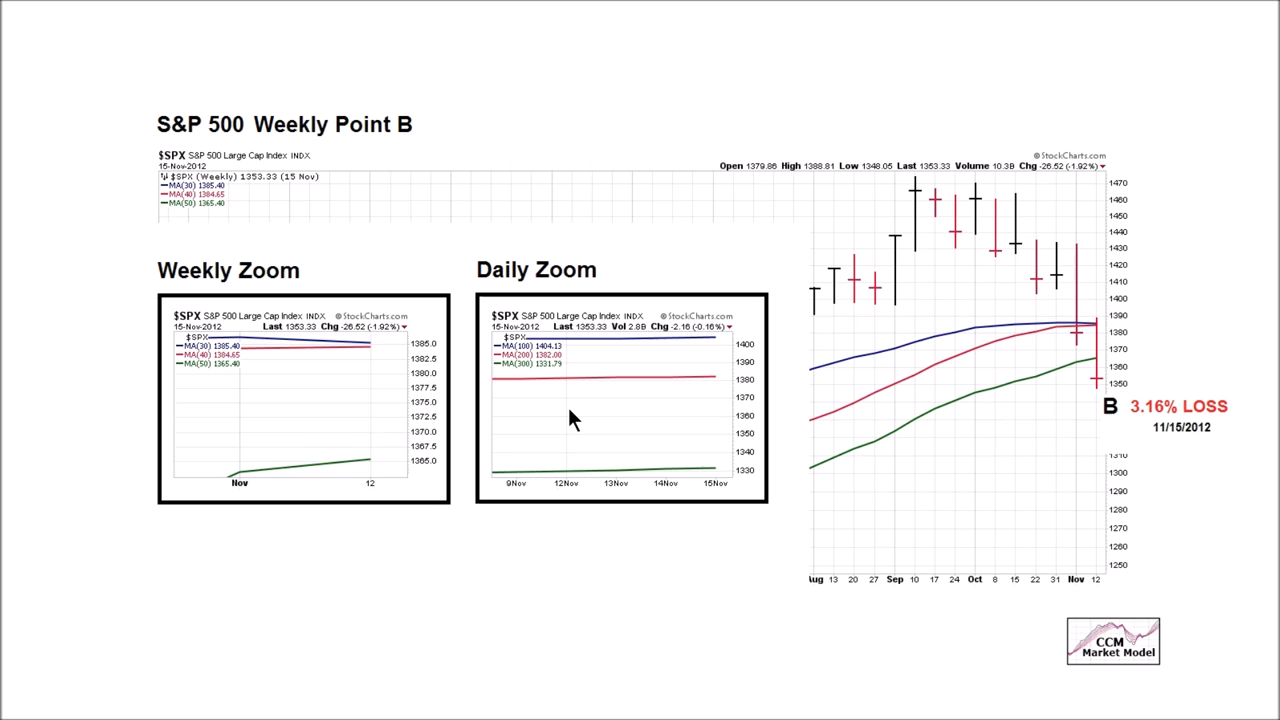 S&P 500 Weekly Point B
$SPX S&P 500 Large Cap Index INDX
© StockCharts.com
15-Nov-2012
Open 1379.86 High 1388.81 Low 1348.05 Last 1353.33 Volume 10.3B Chg -26.52 (-1.92%)
$SPX (Weekly) 1353.33 (15 Nov)
MA(30) 1385.40
MA(40) 1384.65
MA(50) 1365.40
1470
1460
1450
1440
1430
1420
1410
1400
1390
1380
1370
1360
1350
B 3.16% LOSS
11/15/2012
1310
1300
1290
1280
1270
1260
1250
Aug 13 20 27 Sep 10 17 24 Oct 8 15 22 31 Nov 12
Weekly Zoom
$SPX S&P 500 Large Cap Index INDX © StockCharts.com
15-Nov-2012 Last 1353.33 Chg -26.52 (-1.92%)
$SPX
MA(30) 1385.40
MA(40) 1384.65
MA(50) 1365.40
1385.0
1382.5
1380.0
1377.5
1375.0
1372.5
1370.0
1367.5
1365.0
Nov 12
Daily Zoom
$SPX S&P 500 Large Cap Index INDX © StockCharts.com
15-Nov-2012 Last 1353.33 Vol 2.8B Chg -2.16 (-0.16%)
$SPX
MA(100) 1404.13
MA(200) 1382.00
MA(300) 1331.79
1400
1380
1370
1360
1350
1340
1330
9Nov 12Nov 13Nov 14Nov 15Nov
CCM
Market Model